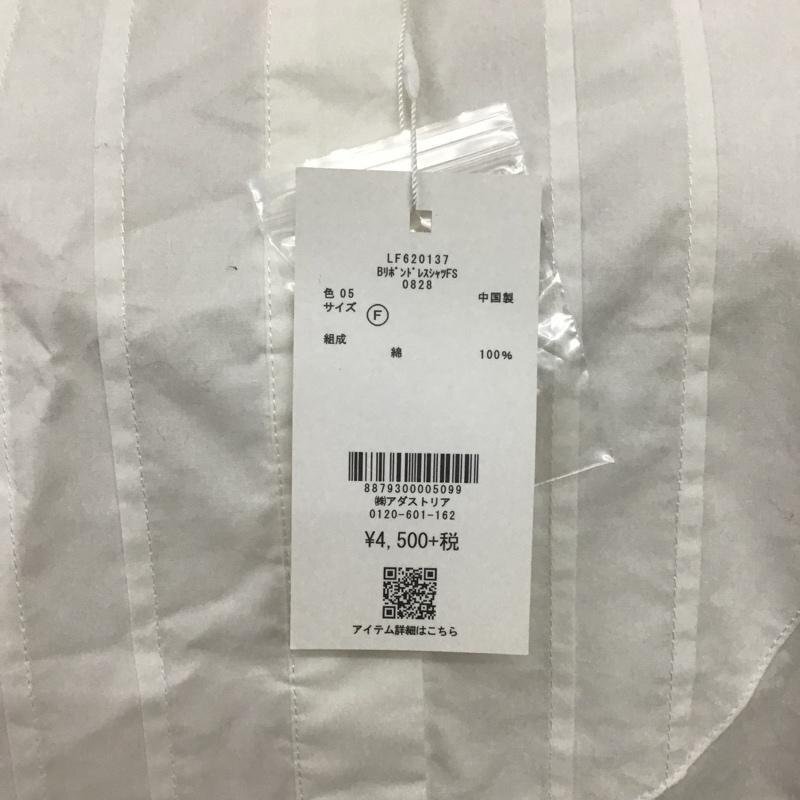 LF620137
BﾘﾎﾞﾝﾄﾞﾚｽｼｬﾂFS
0828
色 05 中国製
サイズ Ⓕ
組成
綿 100%
8879300005099
㈱アダストリア
0120-601-162
¥4,500+税
アイテム詳細はこちら